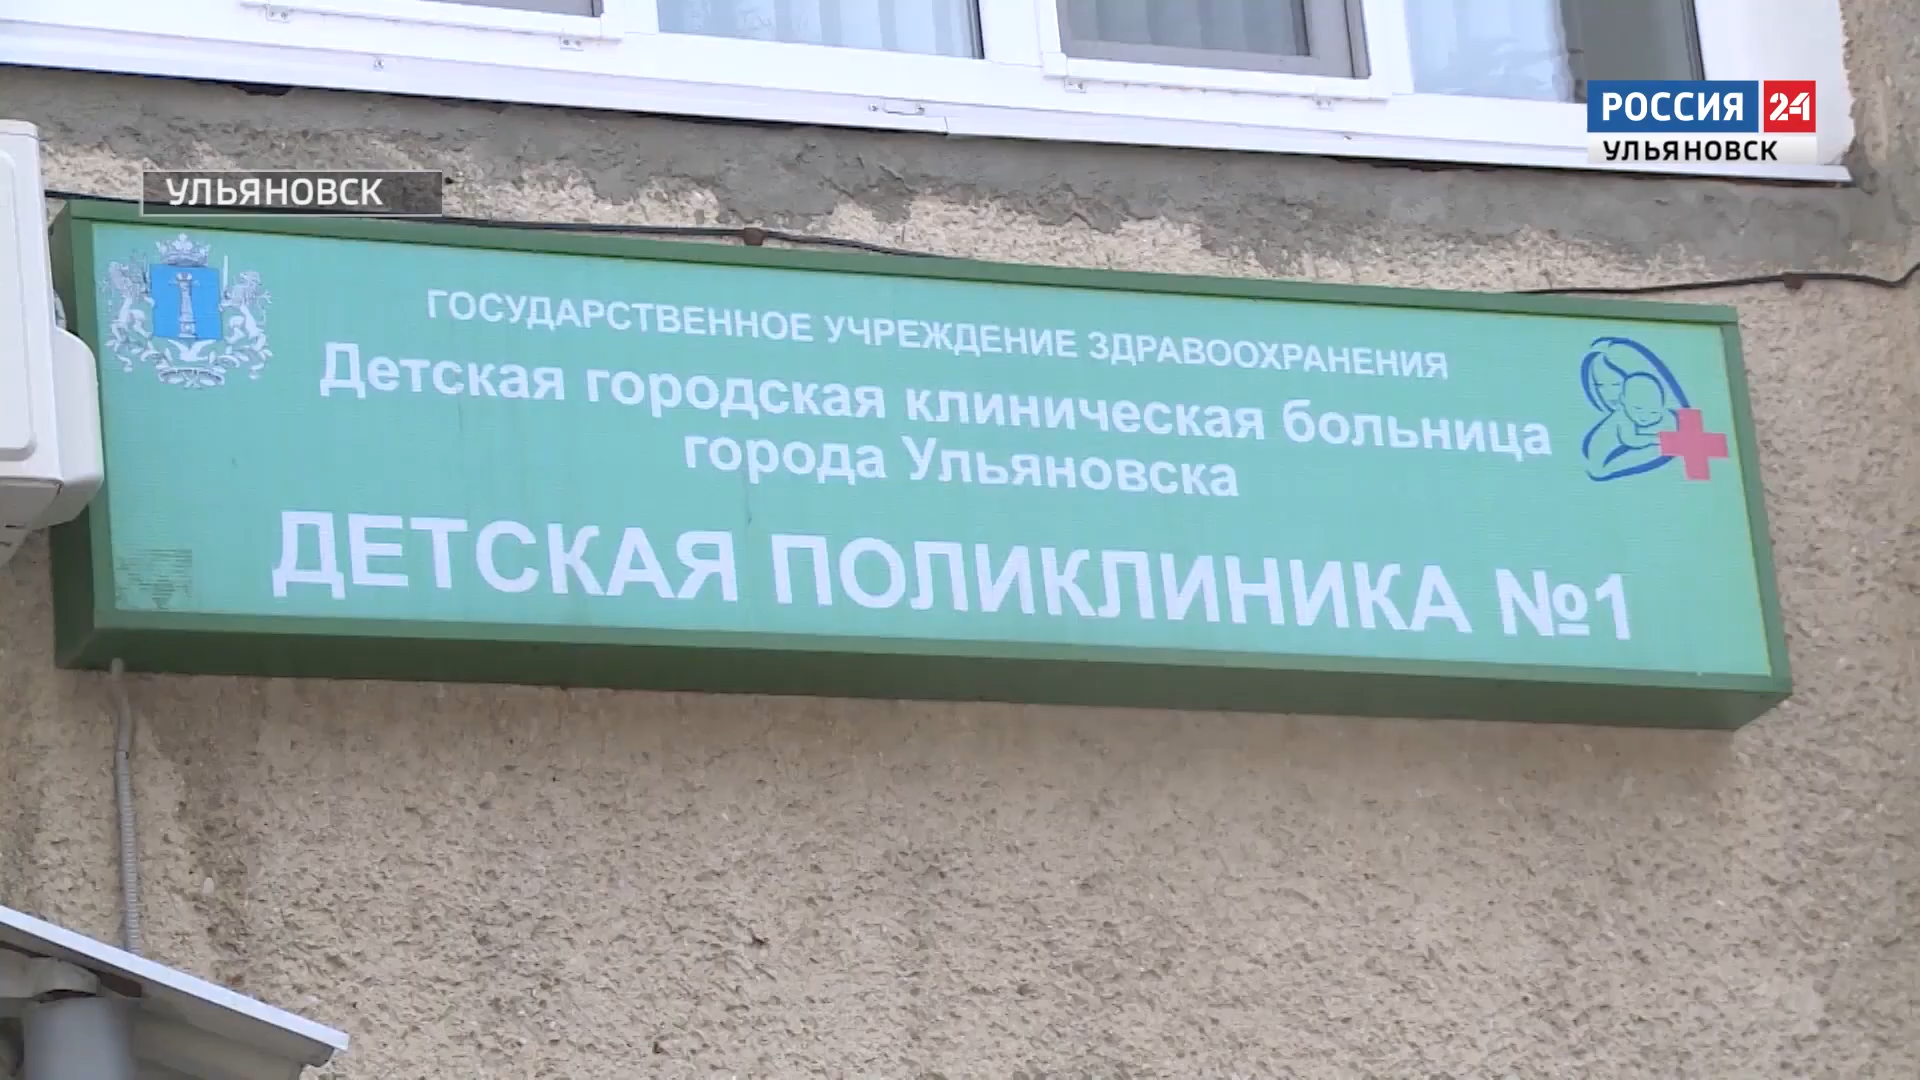 РОССИЯ 24
УЛЬЯНОВСК
УЛЬЯНОВСК
ГОСУДАРСТВЕННОЕ УЧРЕЖДЕНИЕ ЗДРАВООХРАНЕНИЯ
Детская городская клиническая больница
города Ульяновска
ДЕТСКАЯ ПОЛИКЛИНИКА №1